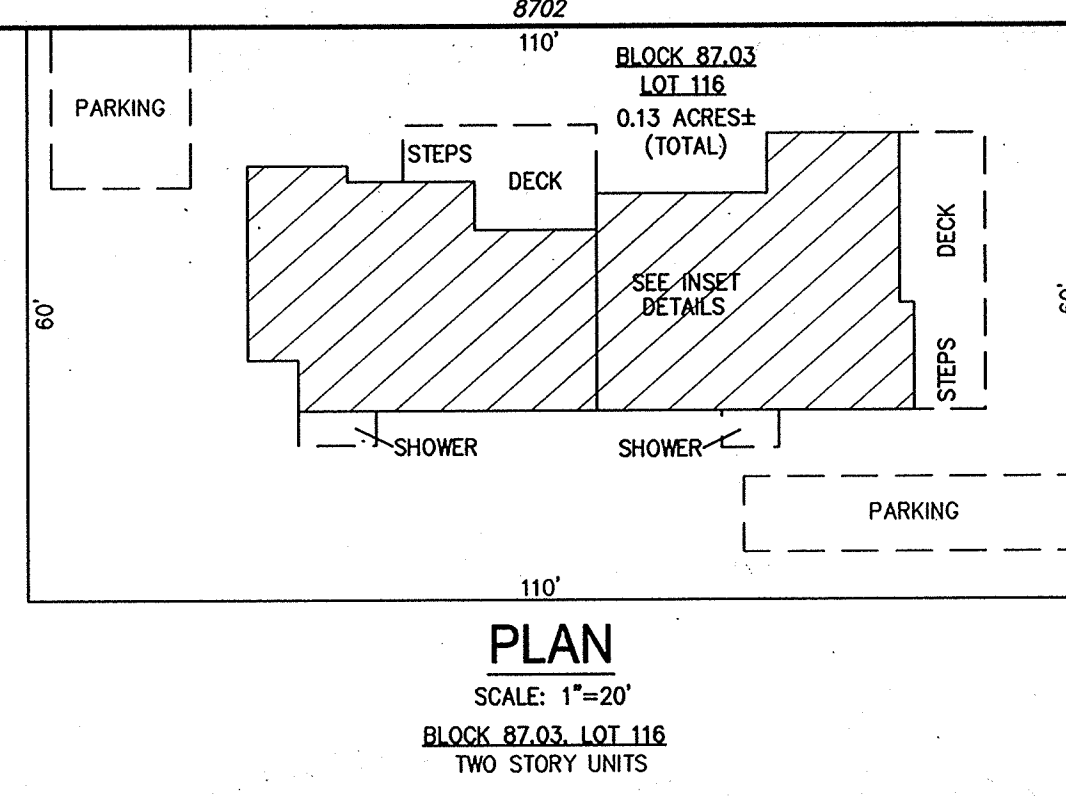 8702
110'
BLOCK 87.03
LOT 116
0.13 ACRES±
(TOTAL)
PARKING
STEPS
DECK
DECK
SEE INSET
DETAILS
60'
60'
STEPS
SHOWER
SHOWER
PARKING
110'
PLAN
SCALE: 1"=20'
BLOCK 87.03, LOT 116
TWO STORY UNITS